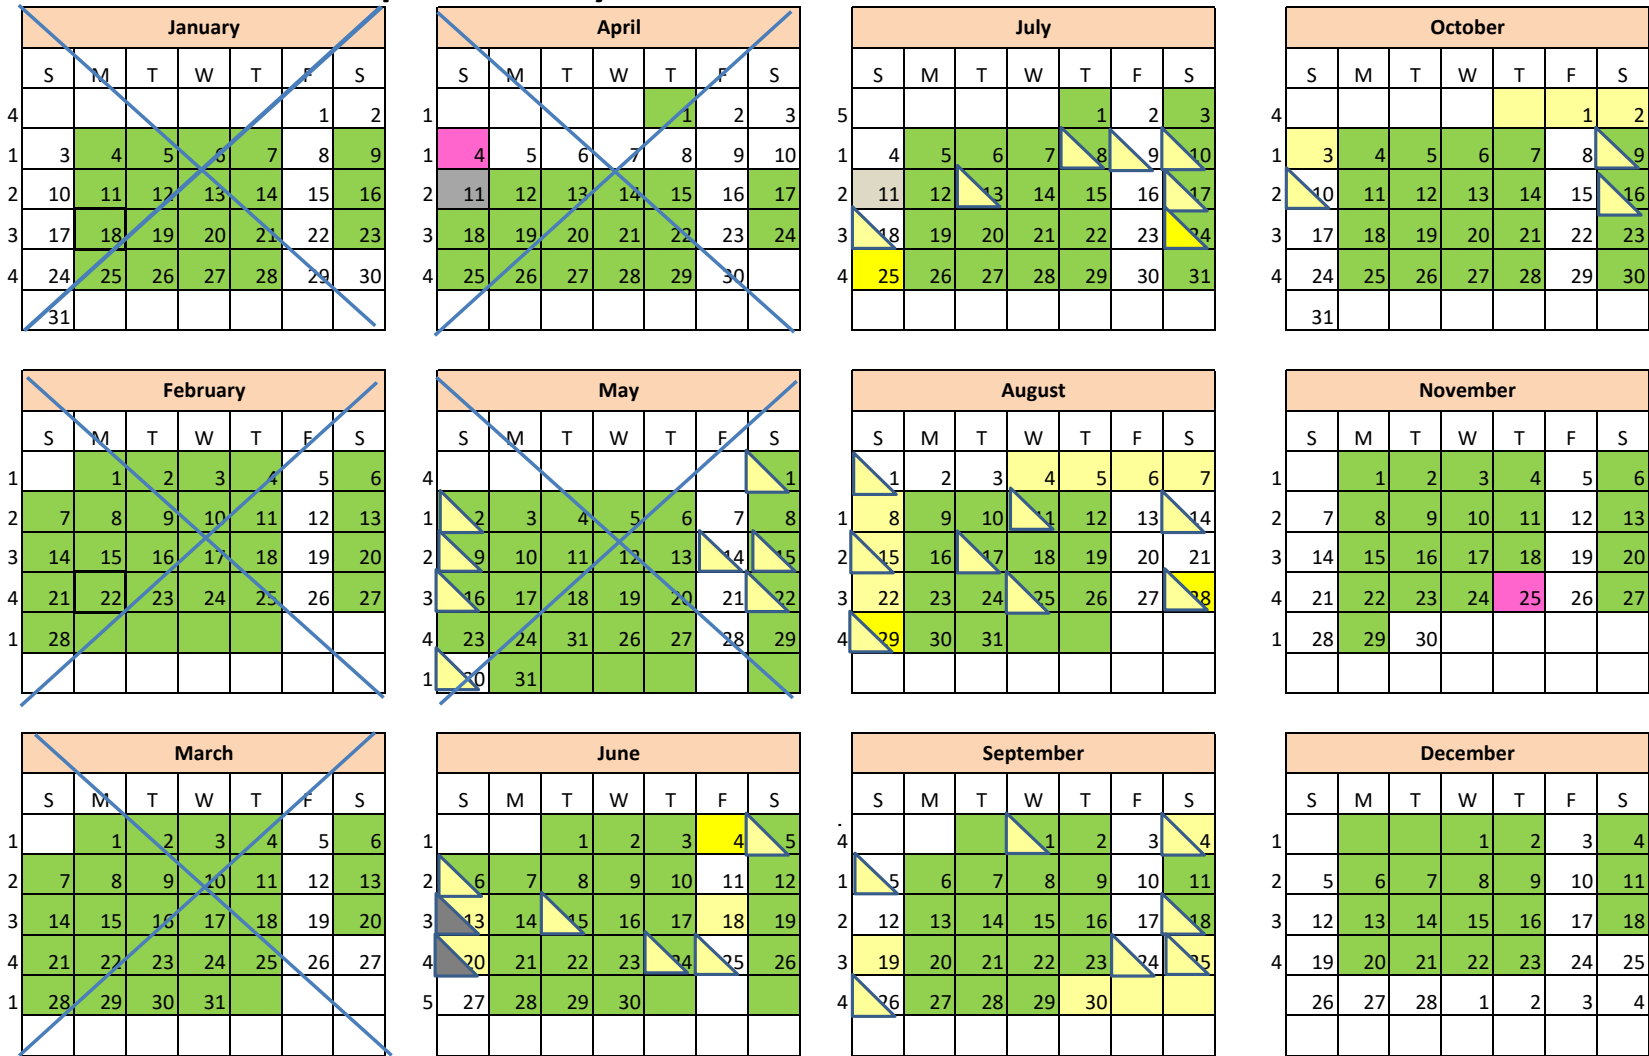 January April July October
S M T W T F S S M T W T F S S M T W T F S S M T W T F S
4 1 2 1 1 2 3 5 1 2 3 4 1 2
1 3 4 5 6 7 8 9 1 4 5 6 7 8 9 10 1 4 5 6 7 8 9 10 1 3 4 5 6 7 8 9
2 10 11 12 13 14 15 16 2 11 12 13 14 15 16 17 2 11 12 13 14 15 16 17 2 10 11 12 13 14 15 16
3 17 18 19 20 21 22 23 3 18 19 20 21 22 23 24 3 18 19 20 21 22 23 24 3 17 18 19 20 21 22 23
4 24 25 26 27 28 29 30 4 25 26 27 28 29 30 4 25 26 27 28 29 30 31 4 24 25 26 27 28 29 30
31 31
February May August November
S M T W T F S S M T W T F S S M T W T F S S M T W T F S
1 1 2 3 4 5 6 4 1 1 2 3 4 5 6 7 1 1 2 3 4 5 6
2 7 8 9 10 11 12 13 1 2 3 4 5 6 7 8 1 8 9 10 11 12 13 14 2 7 8 9 10 11 12 13
3 14 15 16 17 18 19 20 2 9 10 11 12 13 14 15 2 15 16 17 18 19 20 21 3 14 15 16 17 18 19 20
4 21 22 23 24 25 26 27 3 16 17 18 19 20 21 22 3 22 23 24 25 26 27 28 4 21 22 23 24 25 26 27
1 28 4 23 24 31 26 27 28 29 4 29 30 31 1 28 29 30
1 30 31
March June September December
S M T W T F S S M T W T F S S M T W T F S S M T W T F S
1 1 2 3 4 5 6 1 1 2 3 4 5 4 1 2 3 4 1 1 2 3 4
2 7 8 9 10 11 12 13 2 6 7 8 9 10 11 12 1 5 6 7 8 9 10 11 2 5 6 7 8 9 10 11
3 14 15 16 17 18 19 20 3 13 14 15 16 17 18 19 2 12 13 14 15 16 17 18 3 12 13 14 15 16 17 18
4 21 22 23 24 25 26 27 4 20 21 22 23 24 25 26 3 19 20 21 22 23 24 25 4 19 20 21 22 23 24 25
1 28 29 30 31 5 27 28 29 30 4 26 27 28 29 30 26 27 28 1 2 3 4